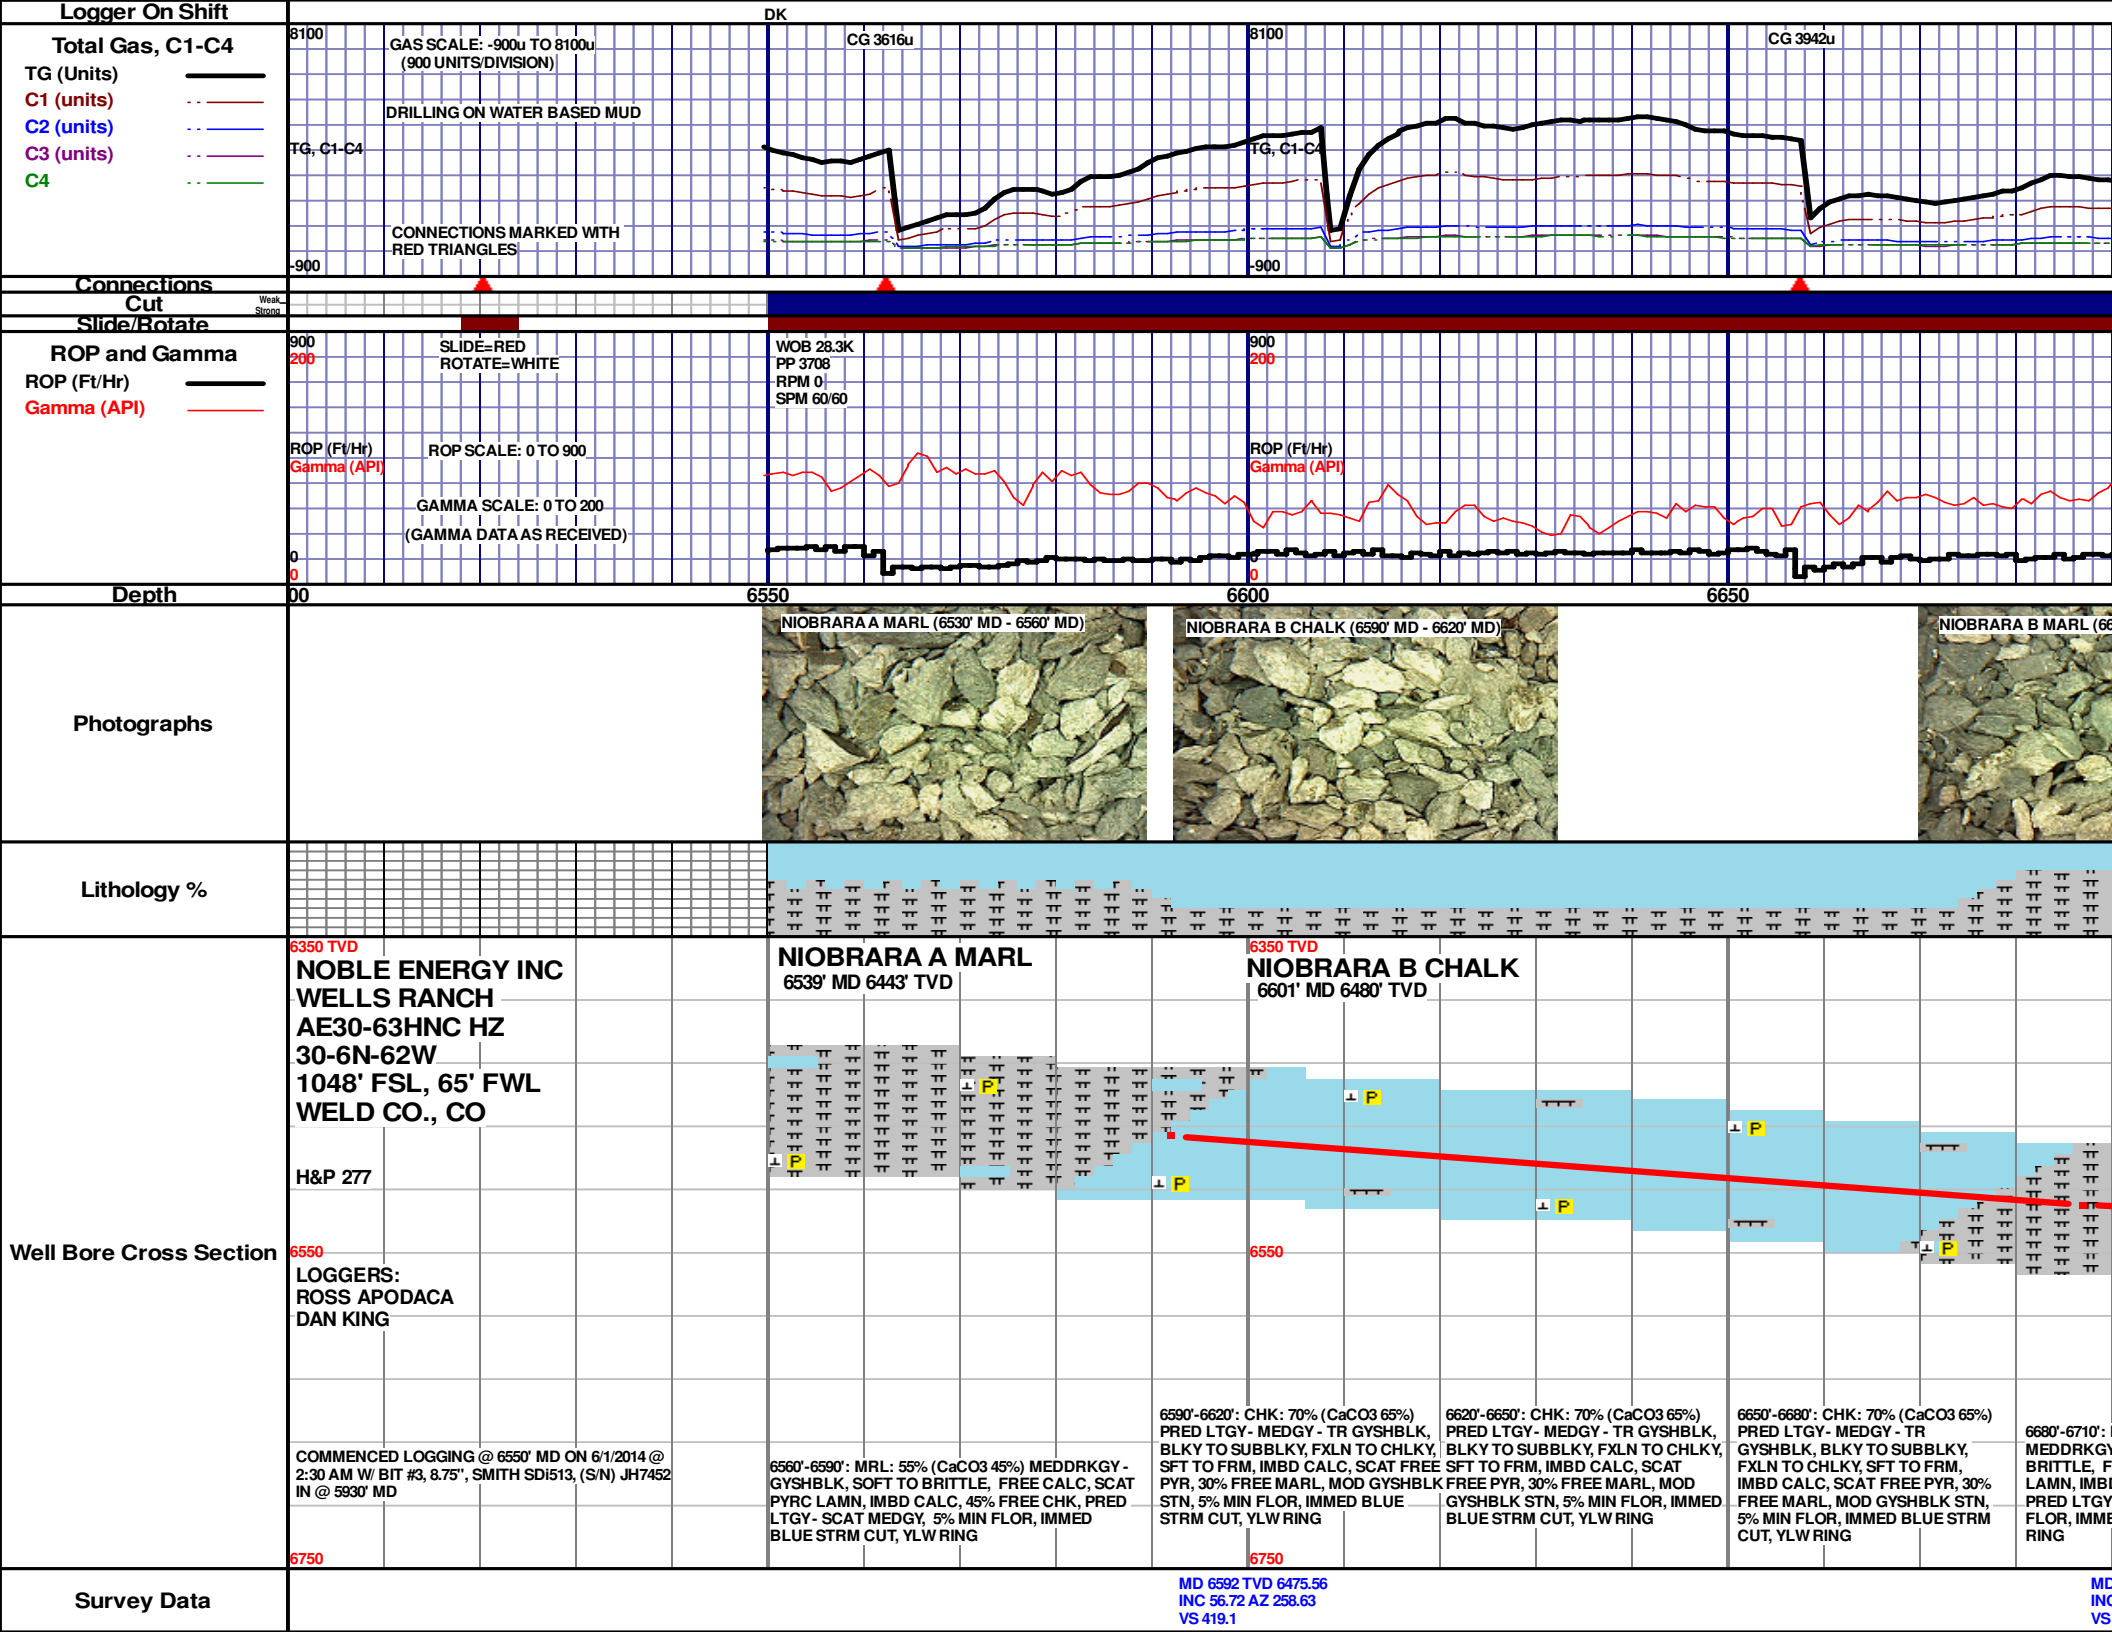 Logger On Shift
DK
Total Gas, C1-C4
TG (Units)
C1 (units)
C2 (units)
C3 (units)
C4
8100
GAS SCALE: -900u TO 8100u
(900 UNITS/DIVISION)
CG 3616u
8100
CG 3942u
DRILLING ON WATER BASED MUD
TG, C1-C4
TG, C1-C4
CONNECTIONS MARKED WITH
RED TRIANGLES
-900
-900
Connections
Cut
Weak
Strong
Slide/Rotate
ROP and Gamma
ROP (Ft/Hr)
Gamma (API)
900
200
SLIDE=RED
ROTATE=WHITE
WOB 28.3K
PP 3708
RPM 0
SPM 60/60
900
200
ROP (Ft/Hr)
Gamma (API)
ROP SCALE: 0 TO 900
ROP (Ft/Hr)
Gamma (API)
GAMMA SCALE: 0 TO 200
(GAMMA DATA AS RECEIVED)
0
0
0
0
Depth
00
6550
6600
6650
Photographs
NIOBRARA A MARL (6530' MD - 6560' MD)
NIOBRARA B CHALK (6590' MD - 6620' MD)
NIOBRARA B MARL (66
Lithology %
Well Bore Cross Section
6350 TVD
NOBLE ENERGY INC
WELLS RANCH
AE30-63HNC HZ
30-6N-62W
1048' FSL, 65' FWL
WELD CO., CO
H&P 277
6550
LOGGERS:
ROSS APODACA
DAN KING
COMMENCED LOGGING @ 6550' MD ON 6/1/2014 @
2:30 AM W/ BIT #3, 8.75", SMITH SDi513, (S/N) JH7452
IN @ 5930' MD
6750
NIOBRARA A MARL
6539' MD 6443' TVD
6350 TVD
NIOBRARA B CHALK
6601' MD 6480' TVD
P
P
P
P
P
P
P
P
6550
6560'-6590': MRL: 55% (CaCO3 45%) MEDDRKGY -
GYSHBLK, SOFT TO BRITTLE, FREE CALC, SCAT
PYRC LAMN, IMBD CALC, 45% FREE CHK, PRED
LTGY - SCAT MEDGY, 5% MIN FLOR, IMMED
BLUE STRM CUT, YLW RING
6590'-6620': CHK: 70% (CaCO3 65%)
PRED LTGY - MEDGY - TR GYSHBLK,
BLKY TO SUBBLKY, FXLN TO CHLKY,
SFT TO FRM, IMBD CALC, SCAT FREE
PYR, 30% FREE MARL, MOD GYSHBLK
STN, 5% MIN FLOR, IMMED BLUE
STRM CUT, YLW RING
6620'-6650': CHK: 70% (CaCO3 65%)
PRED LTGY - MEDGY - TR GYSHBLK,
BLKY TO SUBBLKY, FXLN TO CHLKY,
SFT TO FRM, IMBD CALC, SCAT
FREE PYR, 30% FREE MARL, MOD
GYSHBLK STN, 5% MIN FLOR, IMMED
BLUE STRM CUT, YLW RING
6650'-6680': CHK: 70% (CaCO3 65%)
PRED LTGY - MEDGY - TR
GYSHBLK, BLKY TO SUBBLKY,
FXLN TO CHLKY, SFT TO FRM,
IMBD CALC, SCAT FREE PYR, 30%
FREE MARL, MOD GYSHBLK STN,
5% MIN FLOR, IMMED BLUE STRM
CUT, YLW RING
6680'-6710':
MEDDRKGY
BRITTLE, F
LAMN, IMBD
PRED LTGY
FLOR, IMME
RING
6750
Survey Data
MD 6592 TVD 6475.56
INC 56.72 AZ 258.63
VS 419.1
MD
INC
VS